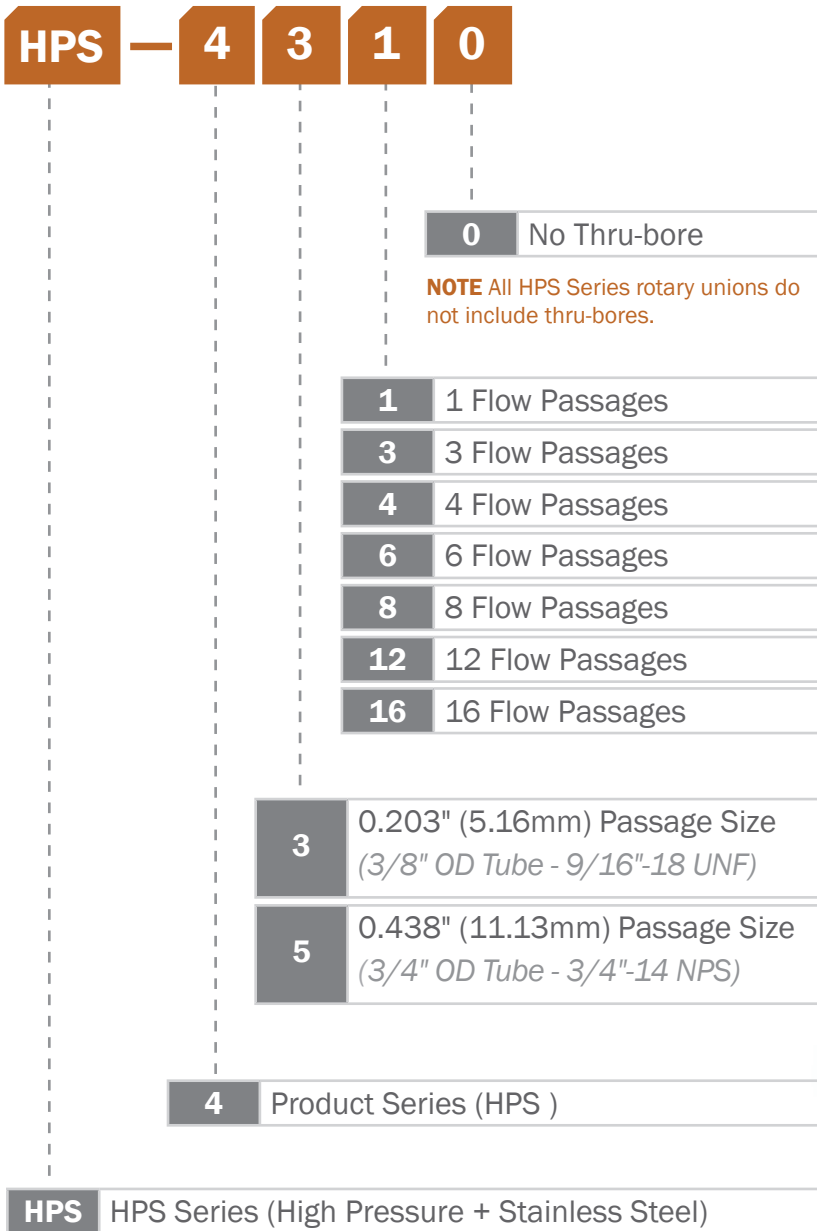 HPS — 4 3 1 0
0 No Thru-bore
NOTE All HPS Series rotary unions do
not include thru-bores.
1 1 Flow Passages
3 3 Flow Passages
4 4 Flow Passages
6 6 Flow Passages
8 8 Flow Passages
12 12 Flow Passages
16 16 Flow Passages
3 0.203" (5.16mm) Passage Size
(3/8" OD Tube - 9/16"-18 UNF)
5 0.438" (11.13mm) Passage Size
(3/4" OD Tube - 3/4"-14 NPS)
4 Product Series (HPS )
HPS HPS Series (High Pressure + Stainless Steel)